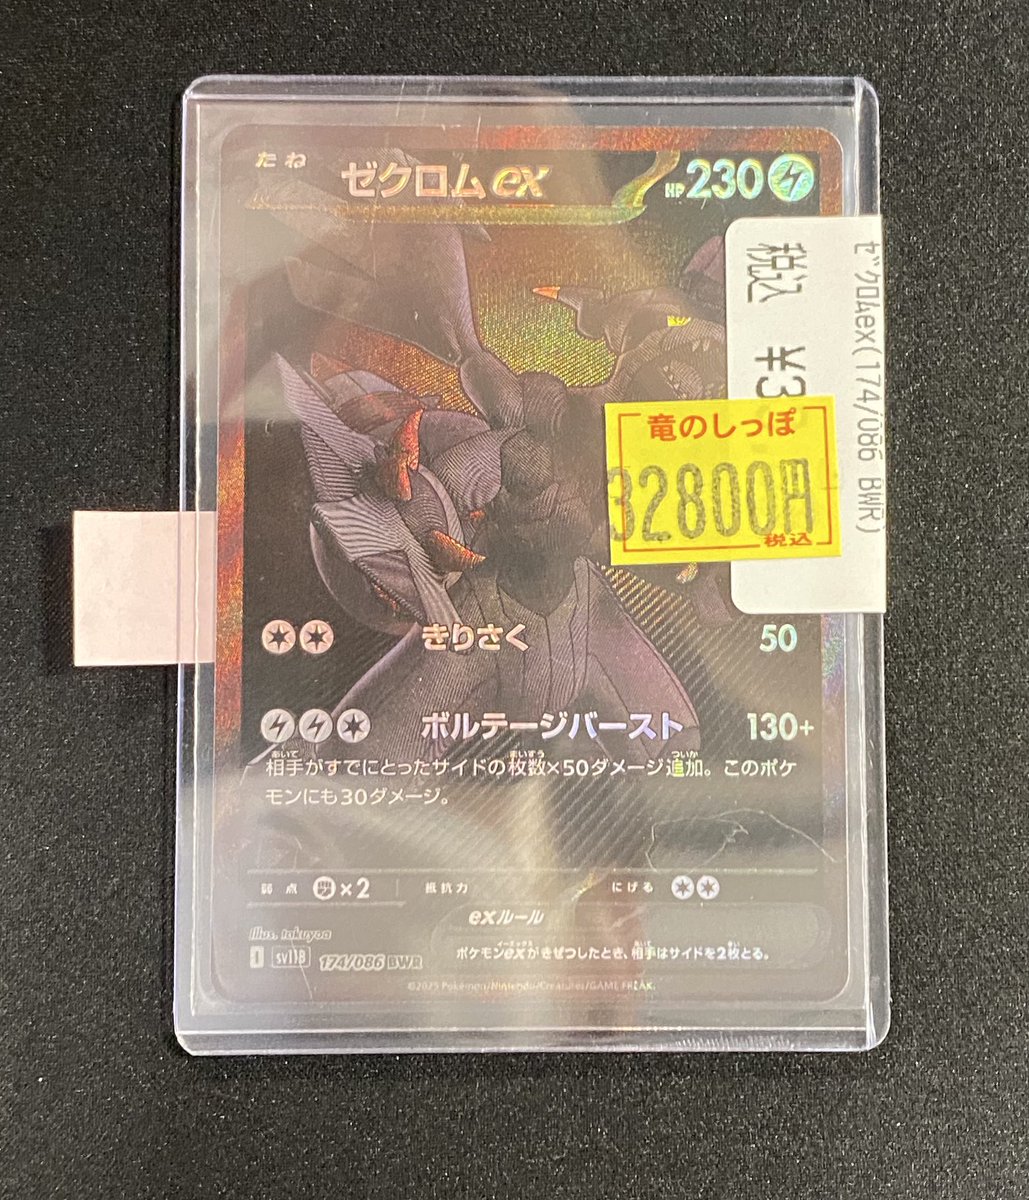 たね
ゼクロムex
HP230
税込 ¥3
ゼクロムex(174/086 BWR)
竜のしっぽ
32800円
税込
きりさく 50
ボルテージバースト 130+
相手がすでにとったサイドの枚数×50ダメージ追加。このポケ
モンにも30ダメージ。
弱点 ×2 抵抗力 にげる
exルール
ポケモンexがきぜつしたとき、相手はサイドを2枚とる。
Illus. takuyoa
I sv11B 174/086 BWR
©2025 Pokémon/Nintendo/Creatures/GAME FREAK.